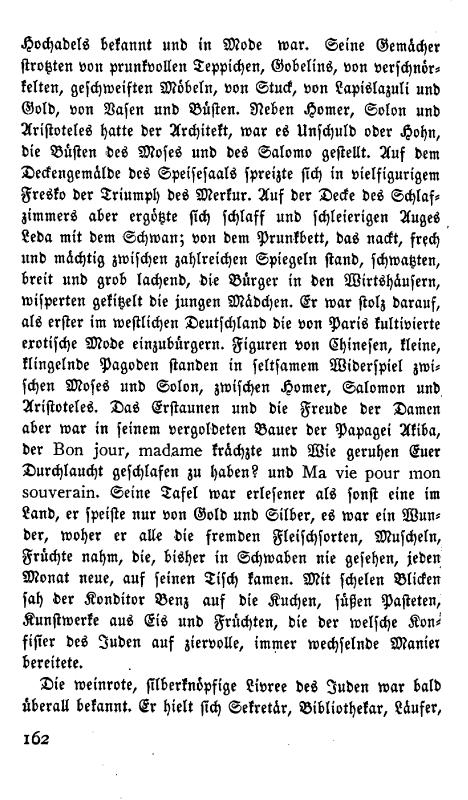 Hochadels bekannt und in Mode war. Seine Gemächer
strotzten von prunkvollen Teppichen, Gobelins, von verschnör-
kelten, geschweiften Möbeln, von Stuck, von Lapislazuli und
Gold, von Vasen und Büsten. Neben Homer, Solon und
Aristoteles hatte der Architekt, war es Unschuld oder Hohn,
die Büsten des Moses und des Salomo gestellt. Auf dem
Deckengemälde des Speisesaals spreizte sich in vielfigurigem
Fresko der Triumph des Merkur. Auf der Decke des Schlaf-
zimmers aber ergötzte sich schlaff und schleierigen Auges
Leda mit dem Schwan; von dem Prunkbett, das nackt, frech
und mächtig zwischen zahlreichen Spiegeln stand, schwatzten,
breit und grob lachend, die Bürger in den Wirtshäusern,
wisperten gekitzelt die jungen Mädchen. Er war stolz darauf,
als erster im westlichen Deutschland die von Paris kultivierte
erotische Mode einzubürgern. Figuren von Chinesen, kleine,
klingelnde Pagoden standen in seltsamem Widerspiel zwi-
schen Moses und Solon, zwischen Homer, Salomon und
Aristoteles. Das Erstaunen und die Freude der Damen
aber war in seinem vergoldeten Bauer der Papagei Akiba,
der Bon jour, madame krächzte und Wie geruhen Euer
Durchlaucht geschlafen zu haben? und Ma vie pour mon
souverain. Seine Tafel war erlesener als sonst eine im
Land, er speiste nur von Gold und Silber, es war ein Wun-
der, woher er alle die fremden Fleischsorten, Muscheln,
Früchte nahm, die, bisher in Schwaben nie gesehen, jeden
Monat neue, auf seinen Tisch kamen. Mit schelen Blicken
sah der Konditor Benz auf die Kuchen, süßen Pasteten,
Kunstwerke aus Eis und Früchten, die der welsche Kon-
fisier des Juden auf ziervolle, immer wechselnde Manier
bereitete.
Die weinrote, silberknöpfige Livree des Juden war bald
überall bekannt. Er hielt sich Sekretär, Bibliothekar, Läufer,
162